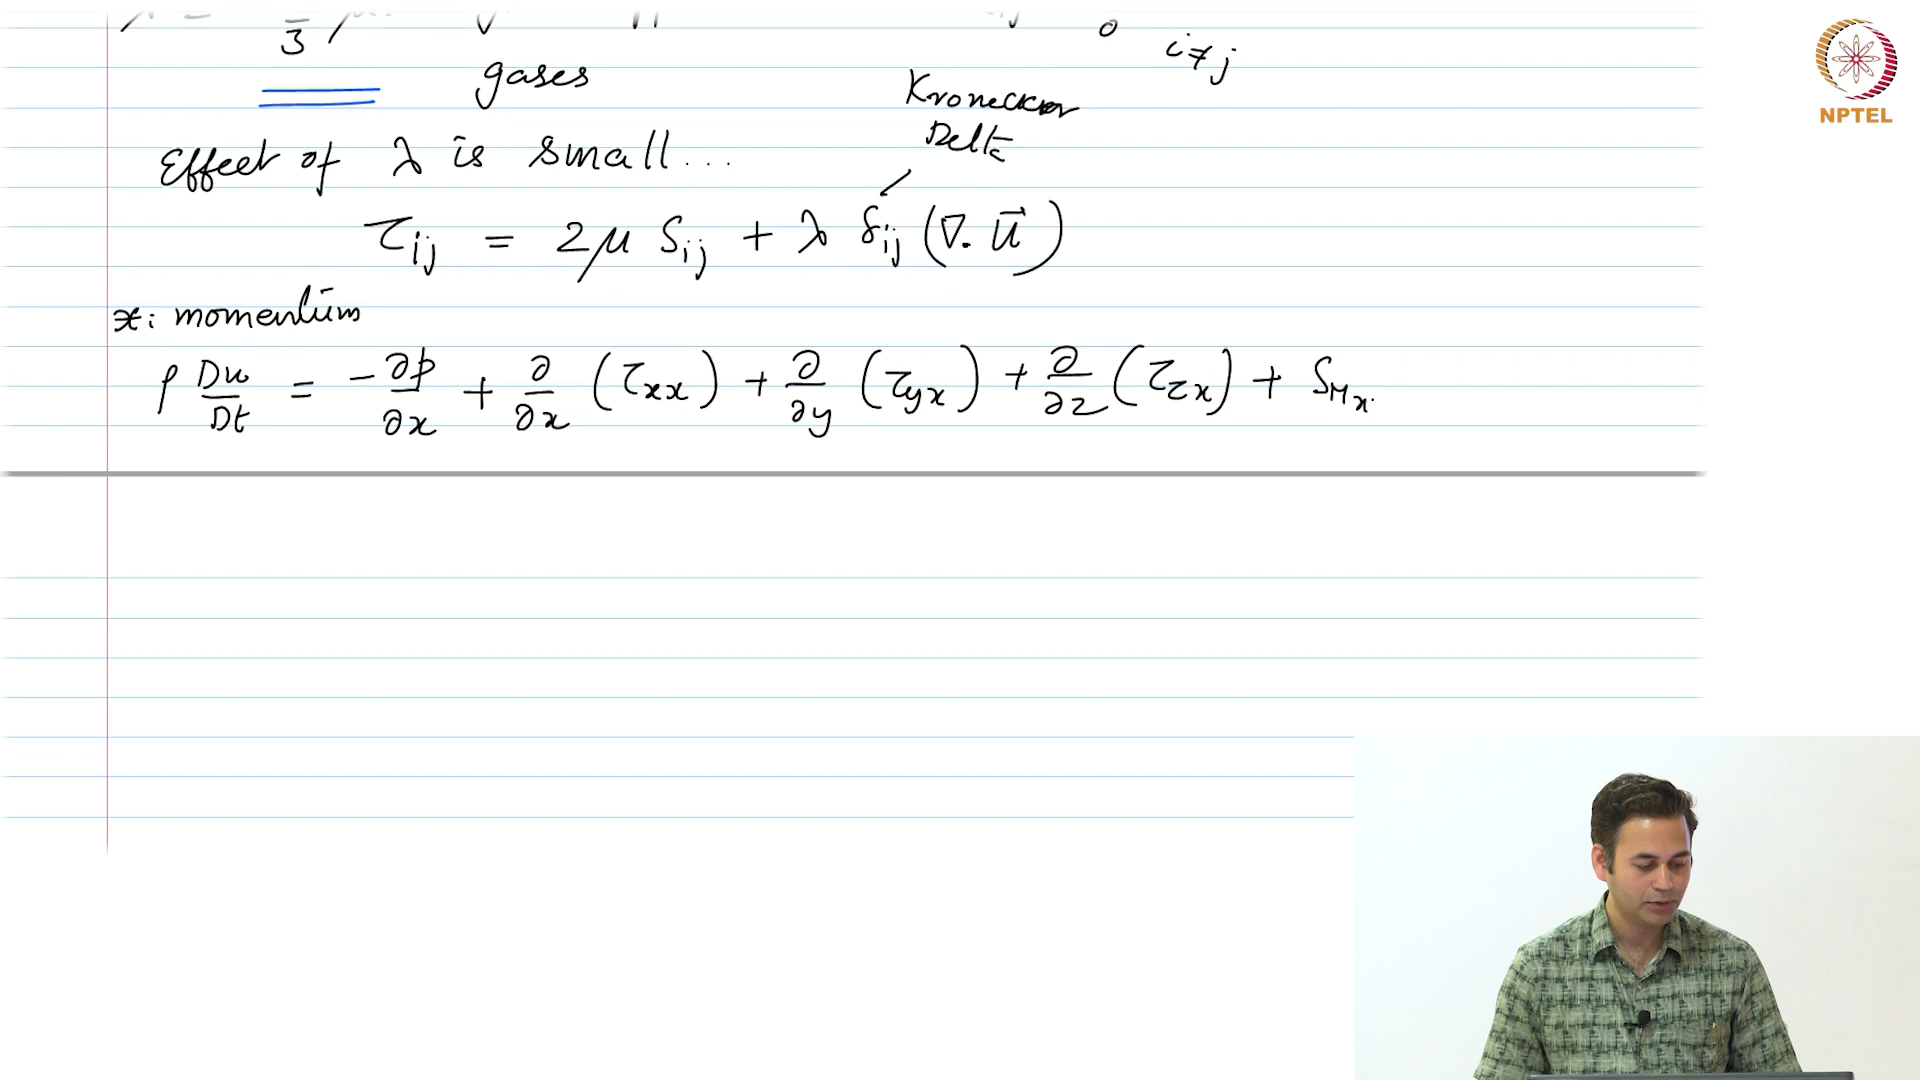 3
i≠j
gases
Kronecker
Delta
Effect of λ is small...
τij = 2μ Sij + λ δij (∇. u⃗)
x: momentum
ρ Du/Dt = -∂p/∂x + ∂/∂x (τxx) + ∂/∂y (τyx) + ∂/∂z (τzx) + SMx.
NPTEL